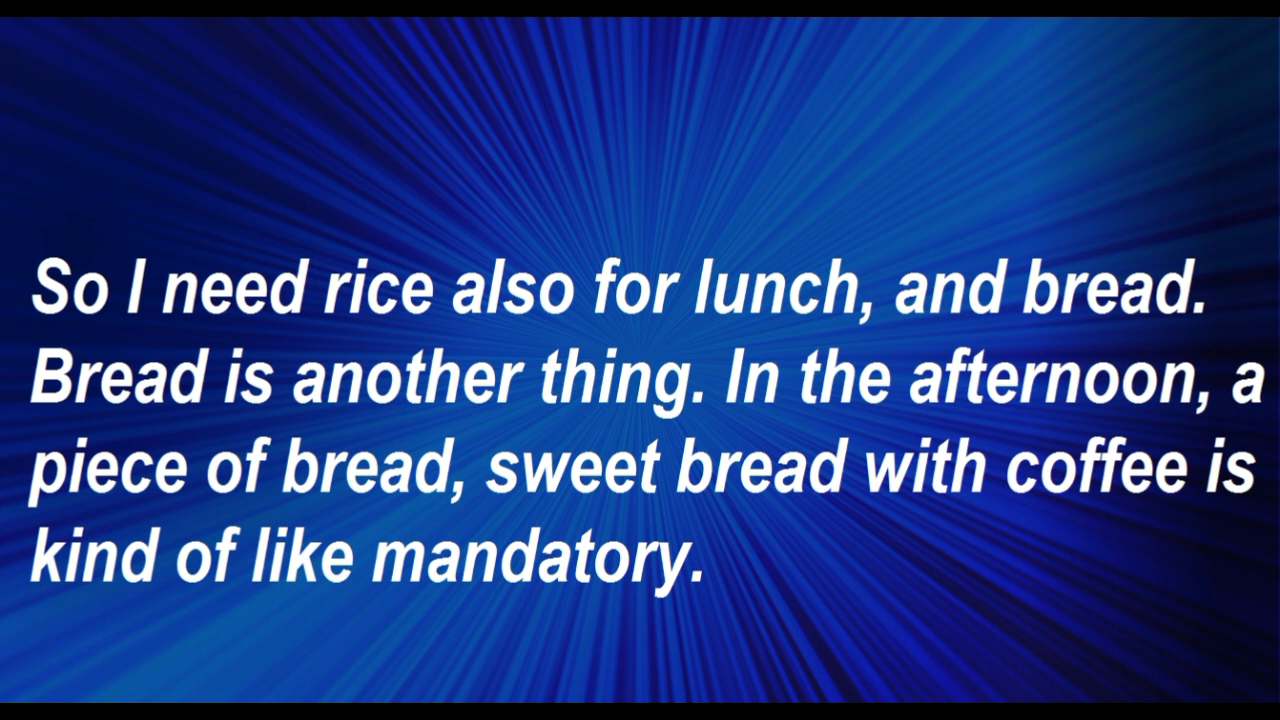 So I need rice also for lunch, and bread.
Bread is another thing. In the afternoon, a
piece of bread, sweet bread with coffee is
kind of like mandatory.